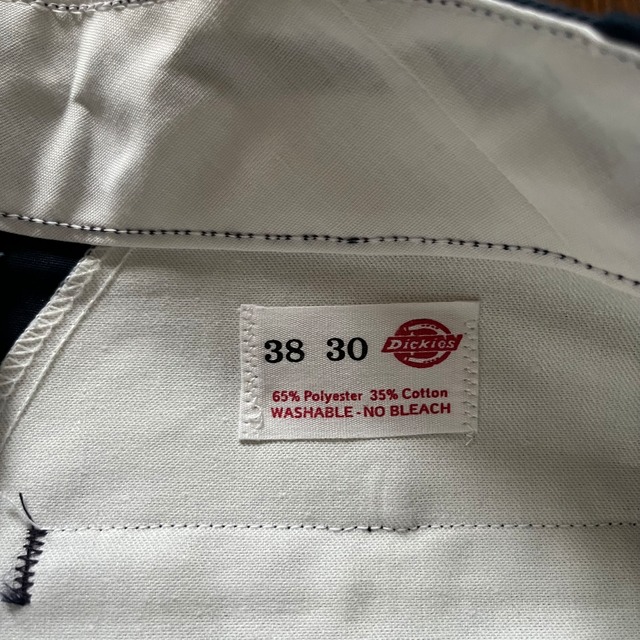 38 30 Dickies
65% Polyester 35% Cotton
WASHABLE - NO BLEACH